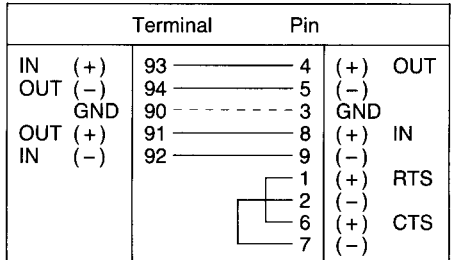 Terminal Pin
IN (+) 93 4 (+) OUT
OUT (−) 94 5 (−)
GND 90 3 GND
OUT (+) 91 8 (+) IN
IN (−) 92 9 (−)
1 (+) RTS
2 (−)
6 (+) CTS
7 (−)